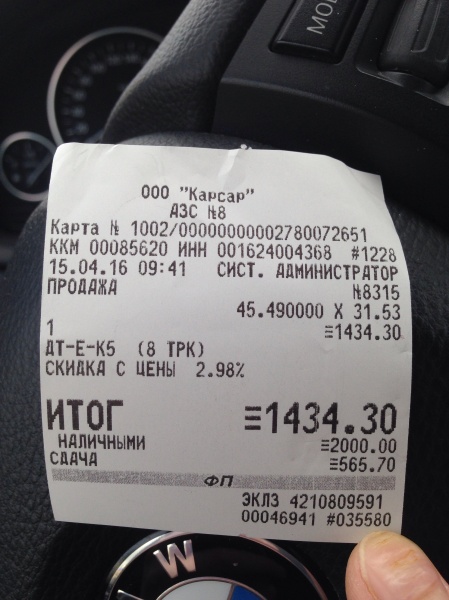 MODE
ООО "Карсар"
АЗС №8
Карта № 1002/00000000002780072651
ККМ 00085620 ИНН 001624004368 #1228
15.04.16 09:41 СИСТ. АДМИНИСТРАТОР
ПРОДАЖА №8315
45.490000 X 31.53
1 ≡1434.30
ДТ-Е-К5 (8 ТРК)
СКИДКА С ЦЕНЫ 2.98%
ИТОГ ≡1434.30
НАЛИЧНЫМИ ≡2000.00
СДАЧА ≡565.70
ФП
ЭКЛЗ 4210809591
00046941 #035580
W